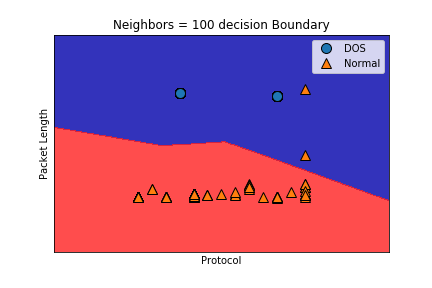 Neighbors = 100 decision Boundary
DOS
Normal
Packet Length
Protocol